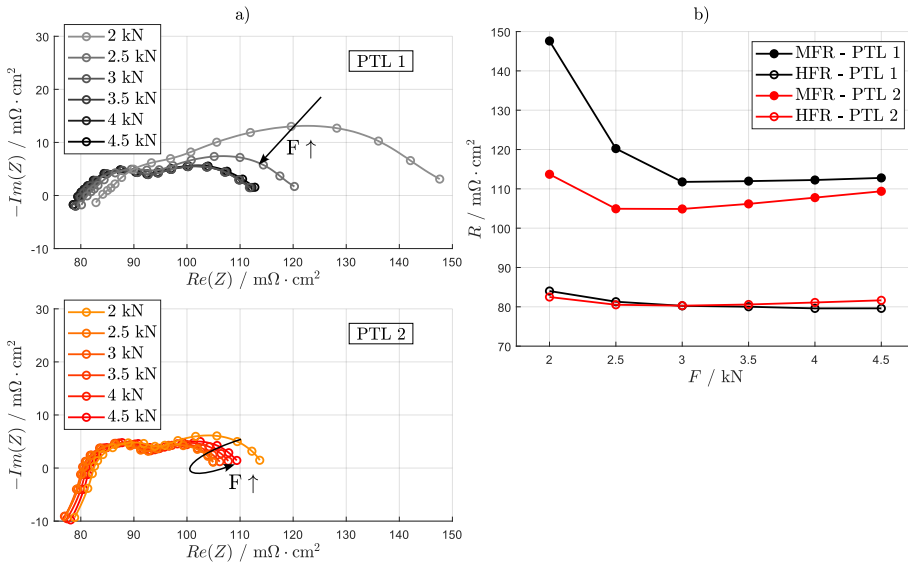 a)
30
20
10
0
-10
80
90
100
110
120
130
140
150
−Im(Z) / mΩ · cm²
Re(Z) / mΩ · cm²
2 kN
2.5 kN
3 kN
3.5 kN
4 kN
4.5 kN
PTL 1
F ↑
30
20
10
0
-10
80
90
100
110
120
130
140
150
−Im(Z) / mΩ · cm²
Re(Z) / mΩ · cm²
2 kN
2.5 kN
3 kN
3.5 kN
4 kN
4.5 kN
PTL 2
F ↑
b)
150
140
130
120
110
100
90
80
70
2
2.5
3
3.5
4
4.5
R / mΩ · cm²
F / kN
MFR - PTL 1
HFR - PTL 1
MFR - PTL 2
HFR - PTL 2